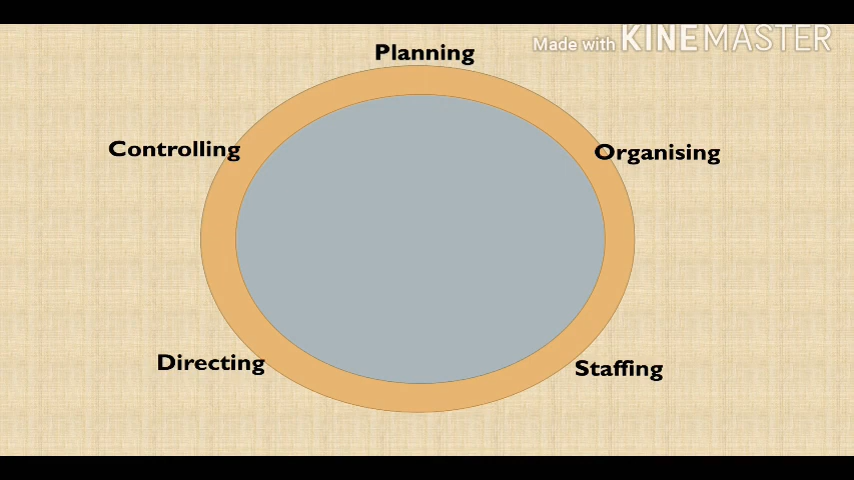 Made with KINEMASTER
Planning
Controlling
Organising
Directing
Staffing